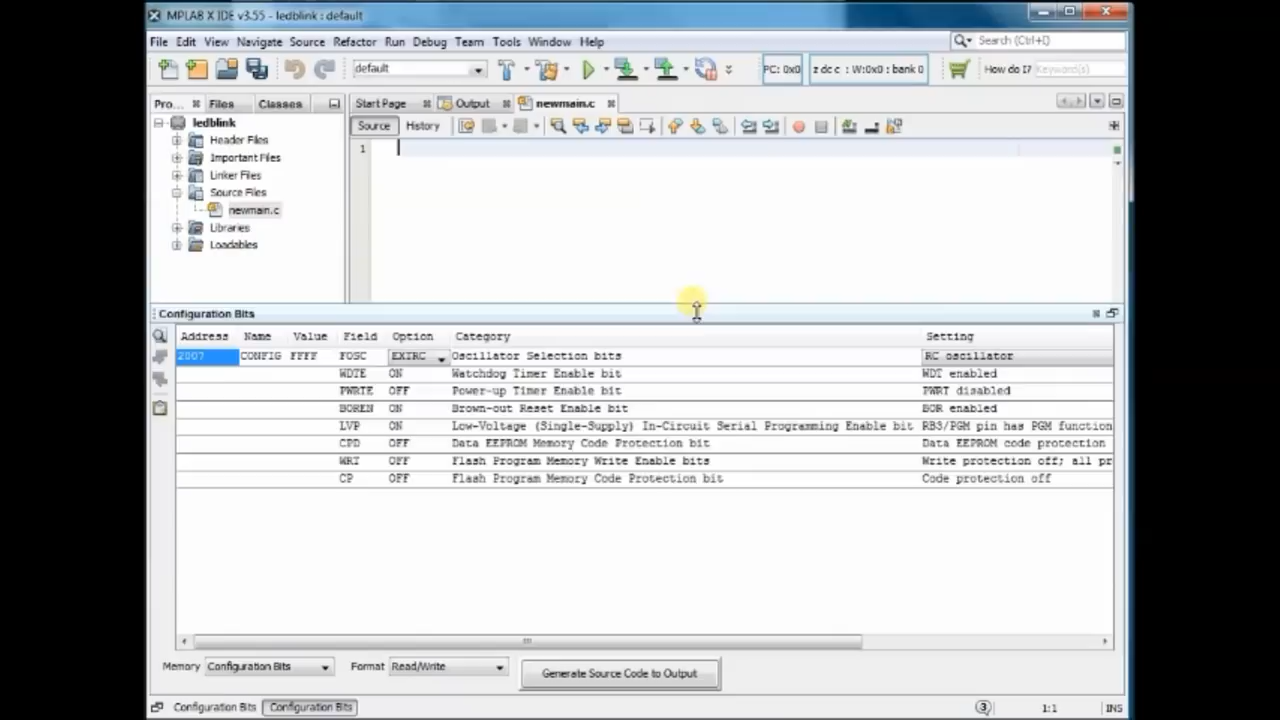 MPLAB X IDE v3.55 - ledblink : default
File Edit View Navigate Source Refactor Run Debug Team Tools Window Help
Search (Ctrl+I)
default
PC: 0x0
z dc c : W:0x0 : bank 0
How do I? Keyword(s)
Pro... Files Classes
Start Page Output newmain.c
ledblink
Header Files
Important Files
Linker Files
Source Files
newmain.c
Libraries
Loadables
Source History
1
Configuration Bits
Address Name Value Field Option Category Setting
2007 CONFIG FFFF FOSC EXTRC Oscillator Selection bits RC oscillator
WDTE ON Watchdog Timer Enable bit WDT enabled
PWRTE OFF Power-up Timer Enable bit PWRT disabled
BOREN ON Brown-out Reset Enable bit BOR enabled
LVP ON Low-Voltage (Single-Supply) In-Circuit Serial Programming Enable bit RB3/PGM pin has PGM function
CPD OFF Data EEPROM Memory Code Protection bit Data EEPROM code protection
WRT OFF Flash Program Memory Write Enable bits Write protection off; all pr
CP OFF Flash Program Memory Code Protection bit Code protection off
Memory Configuration Bits Format Read/Write Generate Source Code to Output
Configuration Bits Configuration Bits
3 1:1 INS